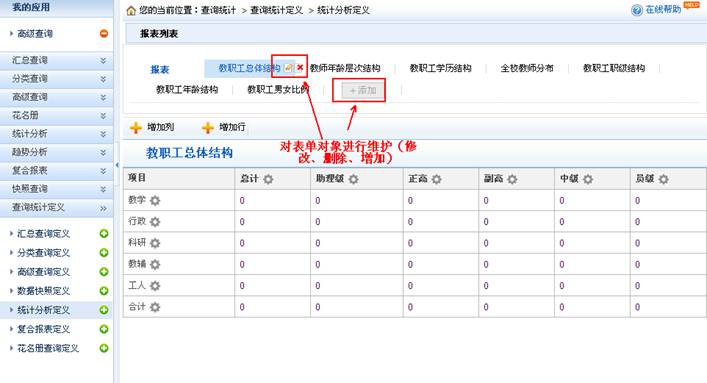 我的应用
高级查询
汇总查询
分类查询
高级查询
花名册
统计分析
趋势分析
复合报表
快照查询
查询统计定义
汇总查询定义
分类查询定义
高级查询定义
数据快照定义
统计分析定义
复合报表定义
花名册查询定义
您的当前位置：查询统计 > 查询统计定义 > 统计分析定义
在线帮助 HELP
报表列表
报表 教职工总体结构 教师年龄层次结构 教职工学历结构 全校教师分布 教职工职级结构
教职工年龄结构 教职工男女比例 +添加
增加列 增加行
对表单对象进行维护（修
改、删除、增加）
教职工总体结构
项目 总计 助理级 正高 副高 中级 员级
教学 0 0 0 0 0 0
行政 0 0 0 0 0 0
科研 0 0 0 0 0 0
教辅 0 0 0 0 0 0
工人 0 0 0 0 0 0
合计 0 0 0 0 0 0